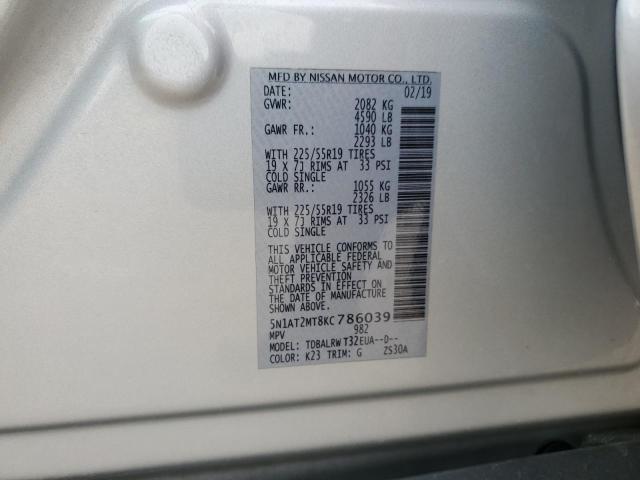 MFD BY NISSAN MOTOR CO., LTD.
DATE: 02/19
GVWR: 2082 KG
4590 LB
GAWR FR.: 1040 KG
2293 LB
WITH 225/55R19 TIRES
19 X 7J RIMS AT 33 PSI
COLD SINGLE
GAWR RR.: 1055 KG
2326 LB
WITH 225/55R19 TIRES
19 X 7J RIMS AT 33 PSI
COLD SINGLE
THIS VEHICLE CONFORMS TO
ALL APPLICABLE FEDERAL
MOTOR VEHICLE SAFETY AND
THEFT PREVENTION
STANDARDS IN EFFECT ON
THE DATE OF MANUFACTURE
SHOWN ABOVE.
5N1AT2MT8KC786039
MPV 982
MODEL: TDBALRW T32EUA--D--
COLOR: K23 TRIM: G ZS30A